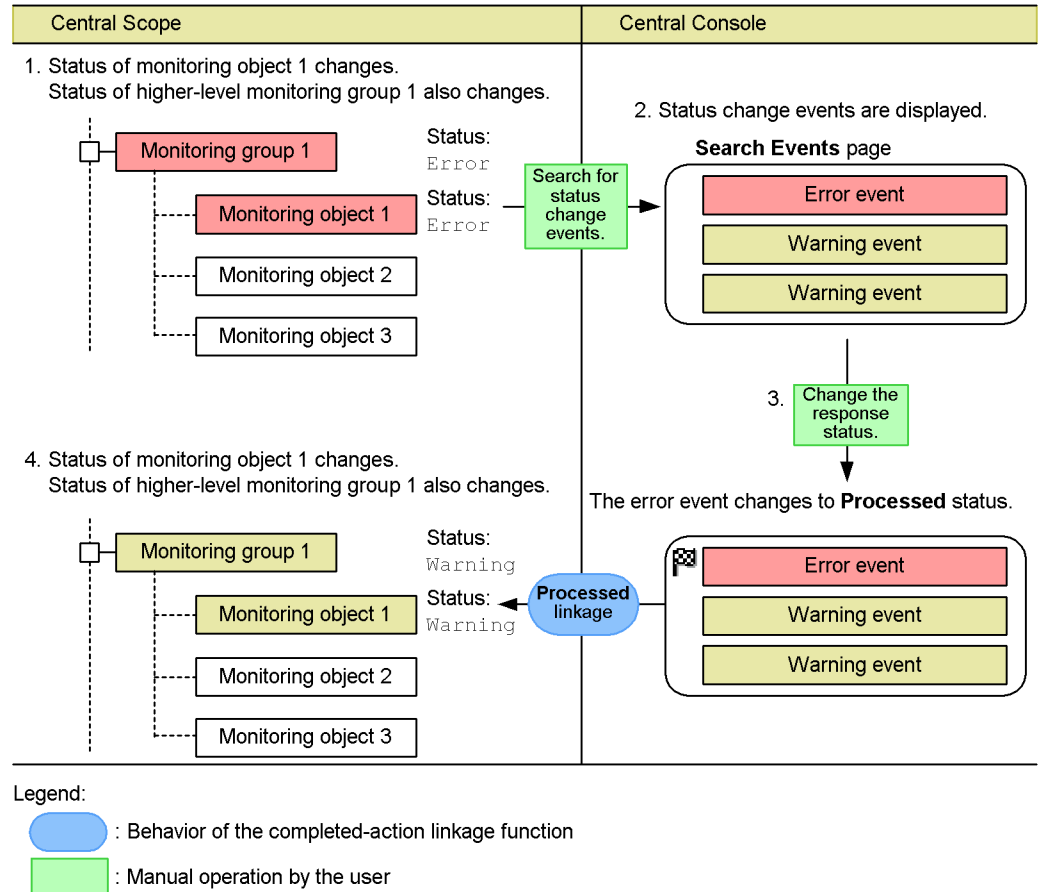 Central Scope
Central Console
1. Status of monitoring object 1 changes.
Status of higher-level monitoring group 1 also changes.
Monitoring group 1
Status:
Error
Monitoring object 1
Status:
Error
Monitoring object 2
Monitoring object 3
Search for
status
change
events.
2. Status change events are displayed.
Search Events page
Error event
Warning event
Warning event
3.
Change the
response
status.
The error event changes to Processed status.
Error event
Warning event
Warning event
Processed
linkage
4. Status of monitoring object 1 changes.
Status of higher-level monitoring group 1 also changes.
Monitoring group 1
Status:
Warning
Monitoring object 1
Status:
Warning
Monitoring object 2
Monitoring object 3
Legend:
: Behavior of the completed-action linkage function
: Manual operation by the user